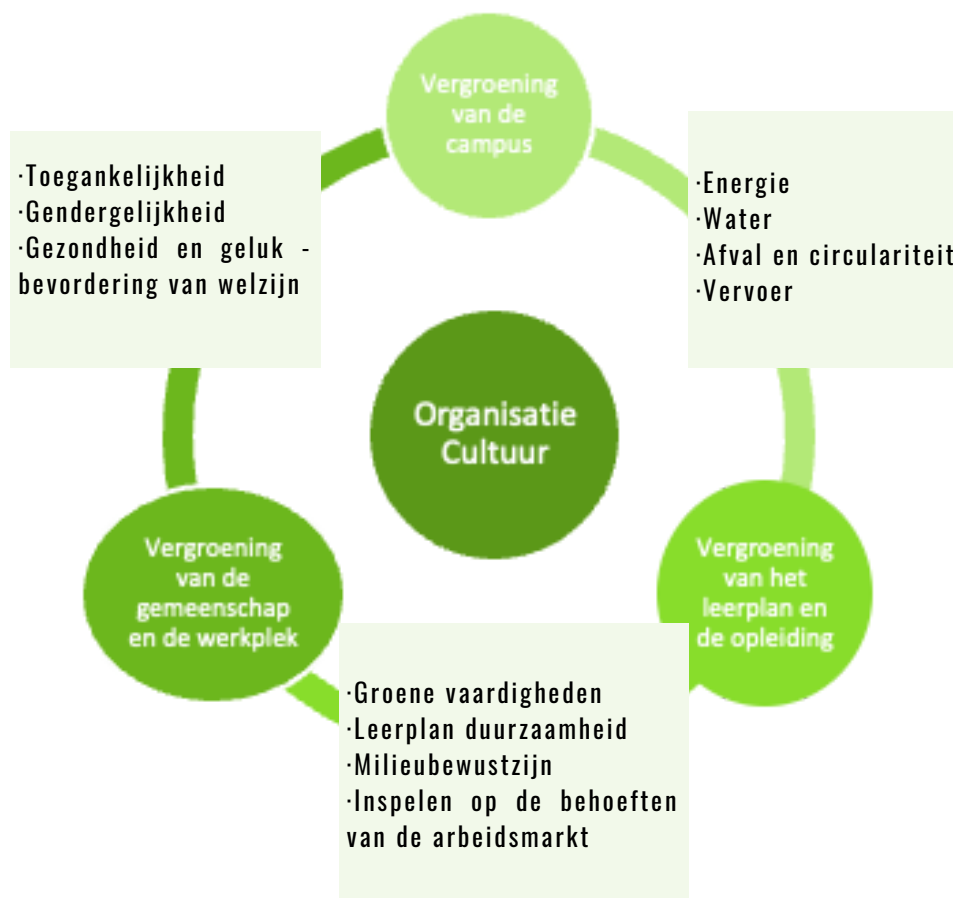 Vergroening
van de
campus
·Toegankelijkheid
·Gendergelijkheid
·Gezondheid en geluk -
bevordering van welzijn
·Energie
·Water
·Afval en circulariteit
·Vervoer
Organisatie
Cultuur
Vergroening
van de
gemeenschap
en de werkplek
Vergroening
van het
leerplan en
de opleiding
·Groene vaardigheden
·Leerplan duurzaamheid
·Milieubewustzijn
·Inspelen op de behoeften
van de arbeidsmarkt